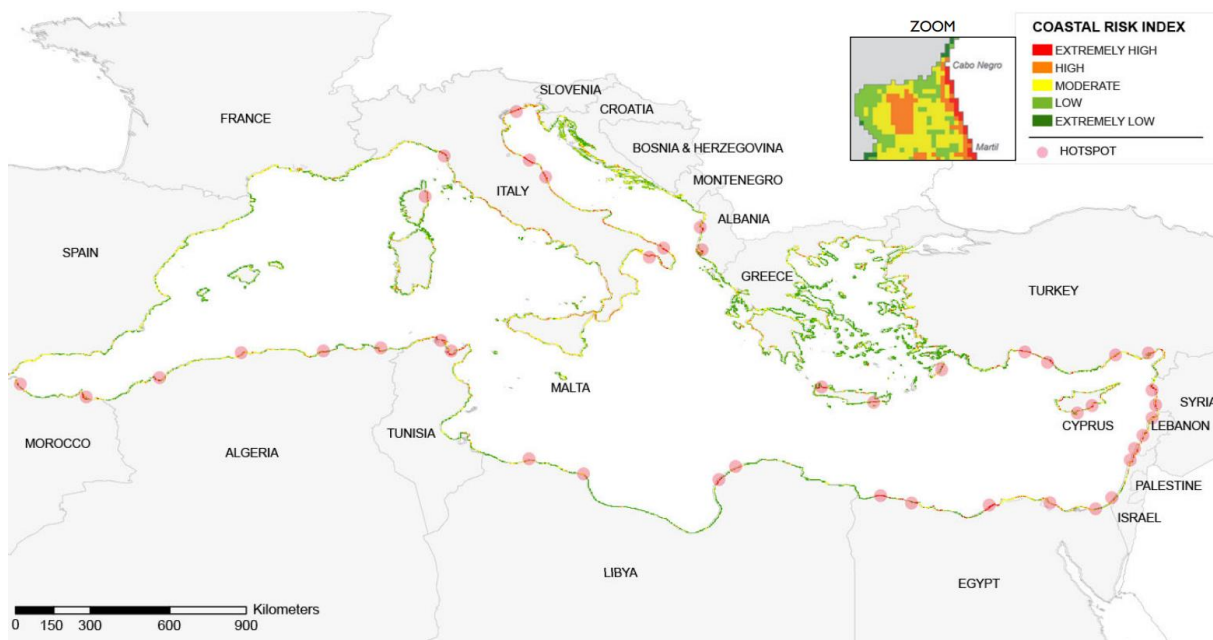 ZOOM
Cabo Negro
Martil
COASTAL RISK INDEX
EXTREMELY HIGH
HIGH
MODERATE
LOW
EXTREMELY LOW
HOTSPOT
SLOVENIA
CROATIA
FRANCE
BOSNIA & HERZEGOVINA
MONTENEGRO
ITALY
ALBANIA
SPAIN
GREECE
TURKEY
MALTA
SYRIA
CYPRUS
LEBANON
MOROCCO
TUNISIA
ALGERIA
PALESTINE
ISRAEL
LIBYA
EGYPT
Kilometers
0 150 300 600 900